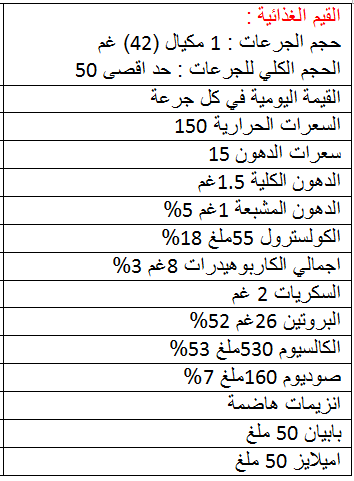 القيم الغذائية :
حجم الجرعات : 1 مكيال (42) غم
الحجم الكلي للجرعات : حد اقصى 50
القيمة اليومية في كل جرعة
السعرات الحرارية 150
سعرات الدهون 15
الدهون الكلية 1.5غم
الدهون المشبعة 1غم 5%
الكولسترول 55ملغ 18%
اجمالي الكاربوهيدرات 8غم 3%
السكريات 2 غم
البروتين 26غم 52%
الكالسيوم 530ملغ 53%
صوديوم 160ملغ 7%
انزيمات هاضمة
بابيان 50 ملغ
اميلايز 50 ملغ